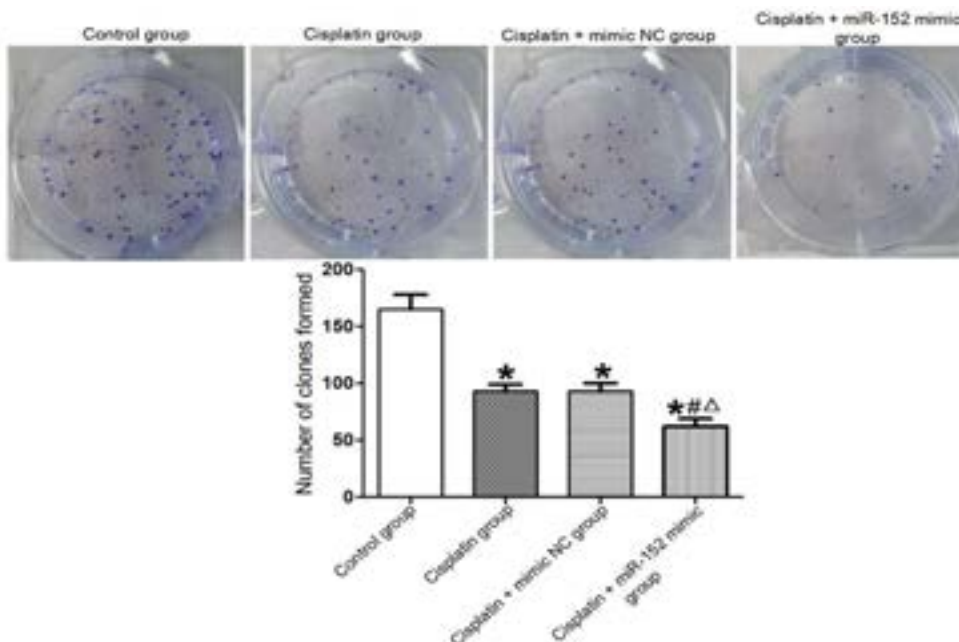 Control group
Cisplatin group
Cisplatin + mimic NC group
Cisplatin + miR-152 mimic
group
Number of clones formed
200
150
100
50
0
*
*
*#△
Control group
Cisplatin group
Cisplatin + mimic NC group
Cisplatin + miR-152 mimic
group